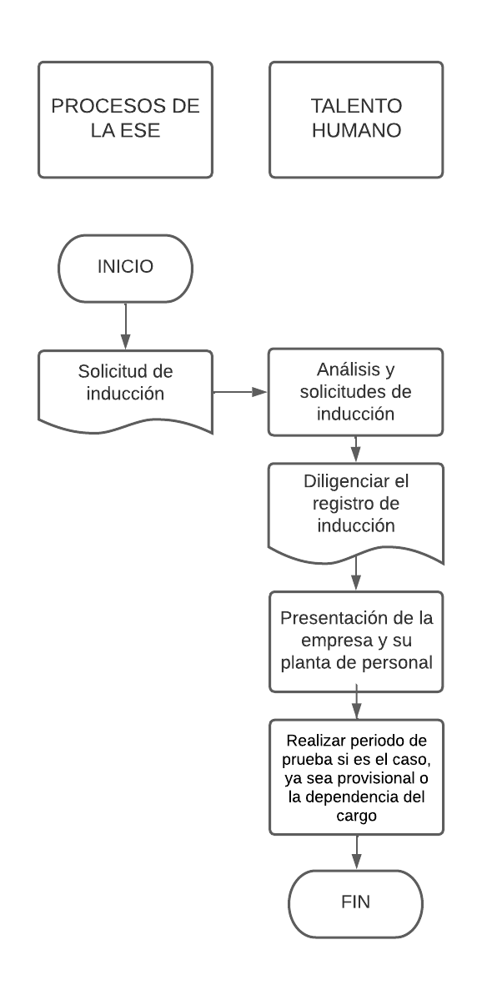 PROCESOS DE
LA ESE
TALENTO
HUMANO
INICIO
Solicitud de
inducción
Análisis y
solicitudes de
inducción
Diligenciar el
registro de
inducción
Presentación de la
empresa y su
planta de personal
Realizar periodo de
prueba si es el caso,
ya sea provisional o
la dependencia del
cargo
FIN